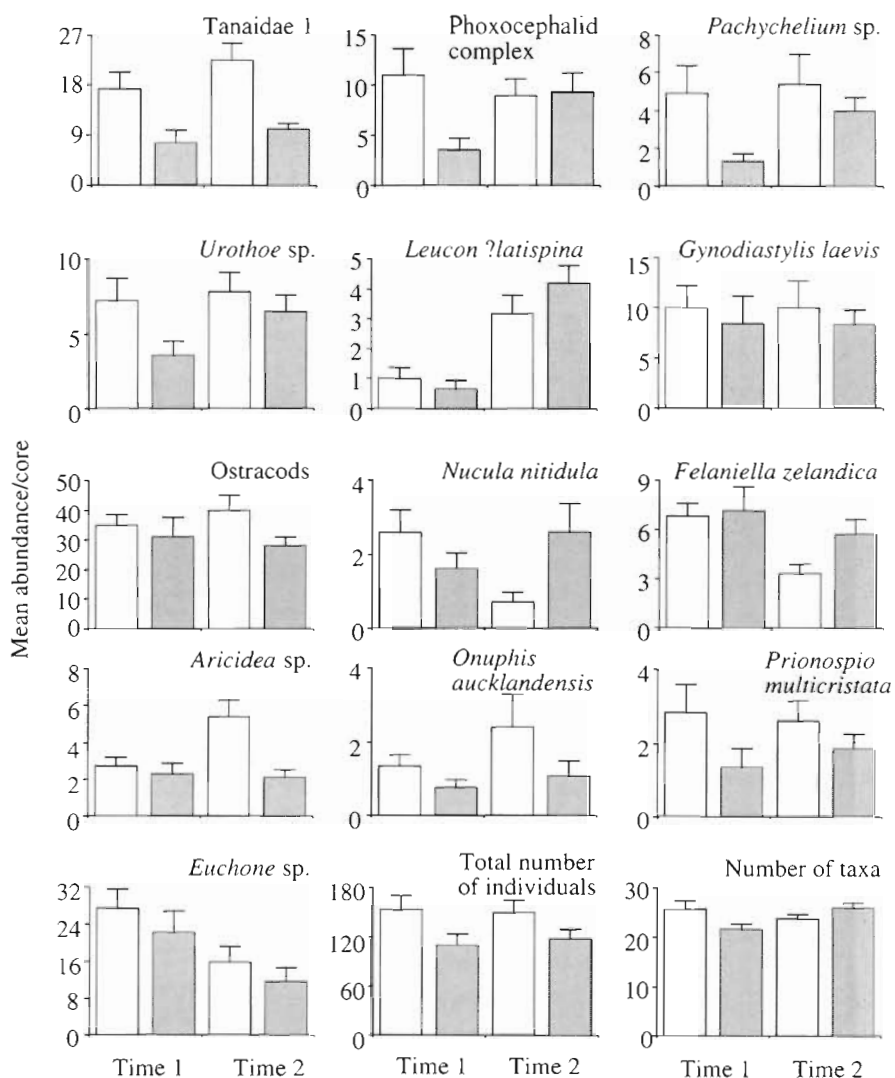 Tanaidae 1
27
18
9
0
Phoxocephalid
complex
15
10
5
0
Pachychelium sp.
8
6
4
2
0
Urothoe sp.
10
5
0
Leucon ?latispina
5
4
3
2
1
0
Gynodiastylis laevis
15
10
5
0
Mean abundance/core
Ostracods
50
40
30
20
10
0
Nucula nitidula
4
2
0
Felaniella zelandica
9
6
3
0
Aricidea sp.
8
6
4
2
0
Onuphis
aucklandensis
4
2
0
Prionospio
multicristata
4
2
0
Euchone sp.
32
24
16
8
0
Total number
of individuals
180
120
60
0
Number of taxa
30
20
10
0
Time 1 Time 2
Time 1 Time 2
Time 1 Time 2